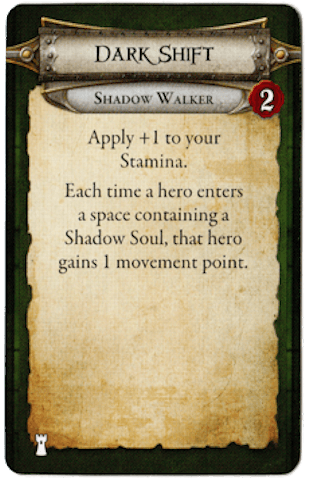 DARK SHIFT
SHADOW WALKER
2
Apply +1 to your
Stamina.
Each time a hero enters
a space containing a
Shadow Soul, that hero
gains 1 movement point.